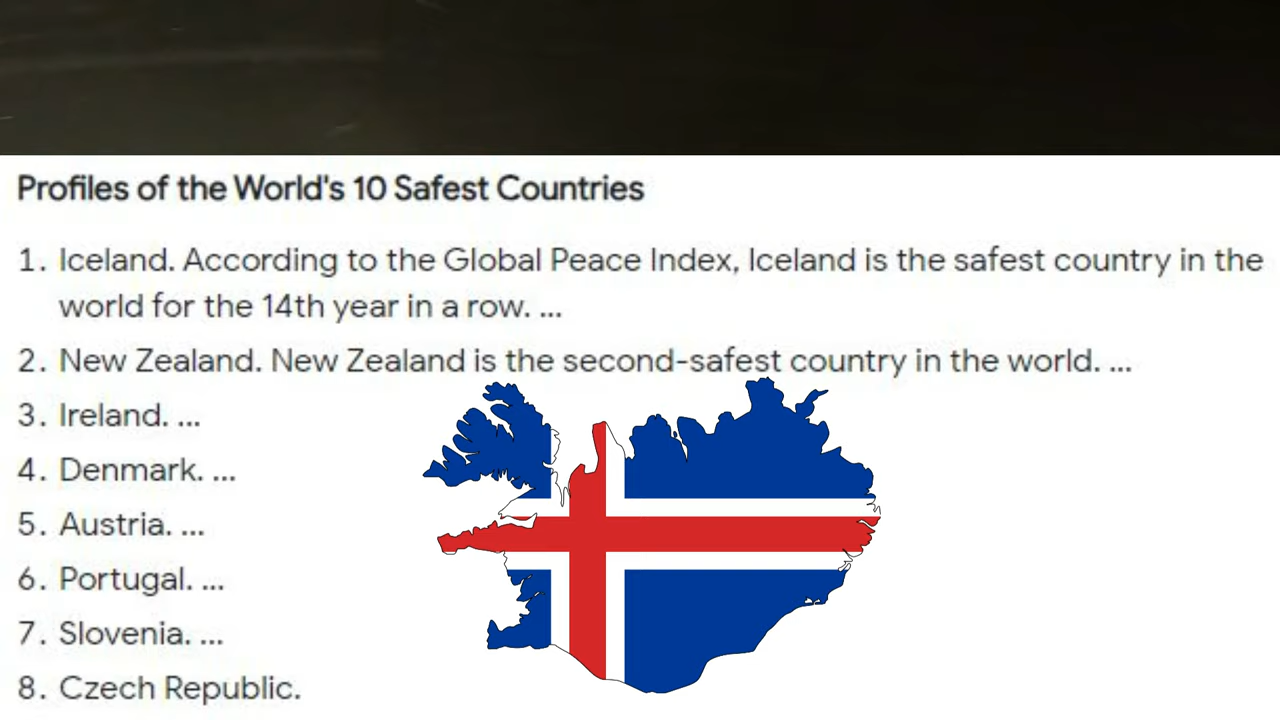 Profiles of the World's 10 Safest Countries
1. Iceland. According to the Global Peace Index, Iceland is the safest country in the
world for the 14th year in a row. ...
2. New Zealand. New Zealand is the second-safest country in the world. ...
3. Ireland. ...
4. Denmark. ...
5. Austria. ...
6. Portugal. ...
7. Slovenia. ...
8. Czech Republic.